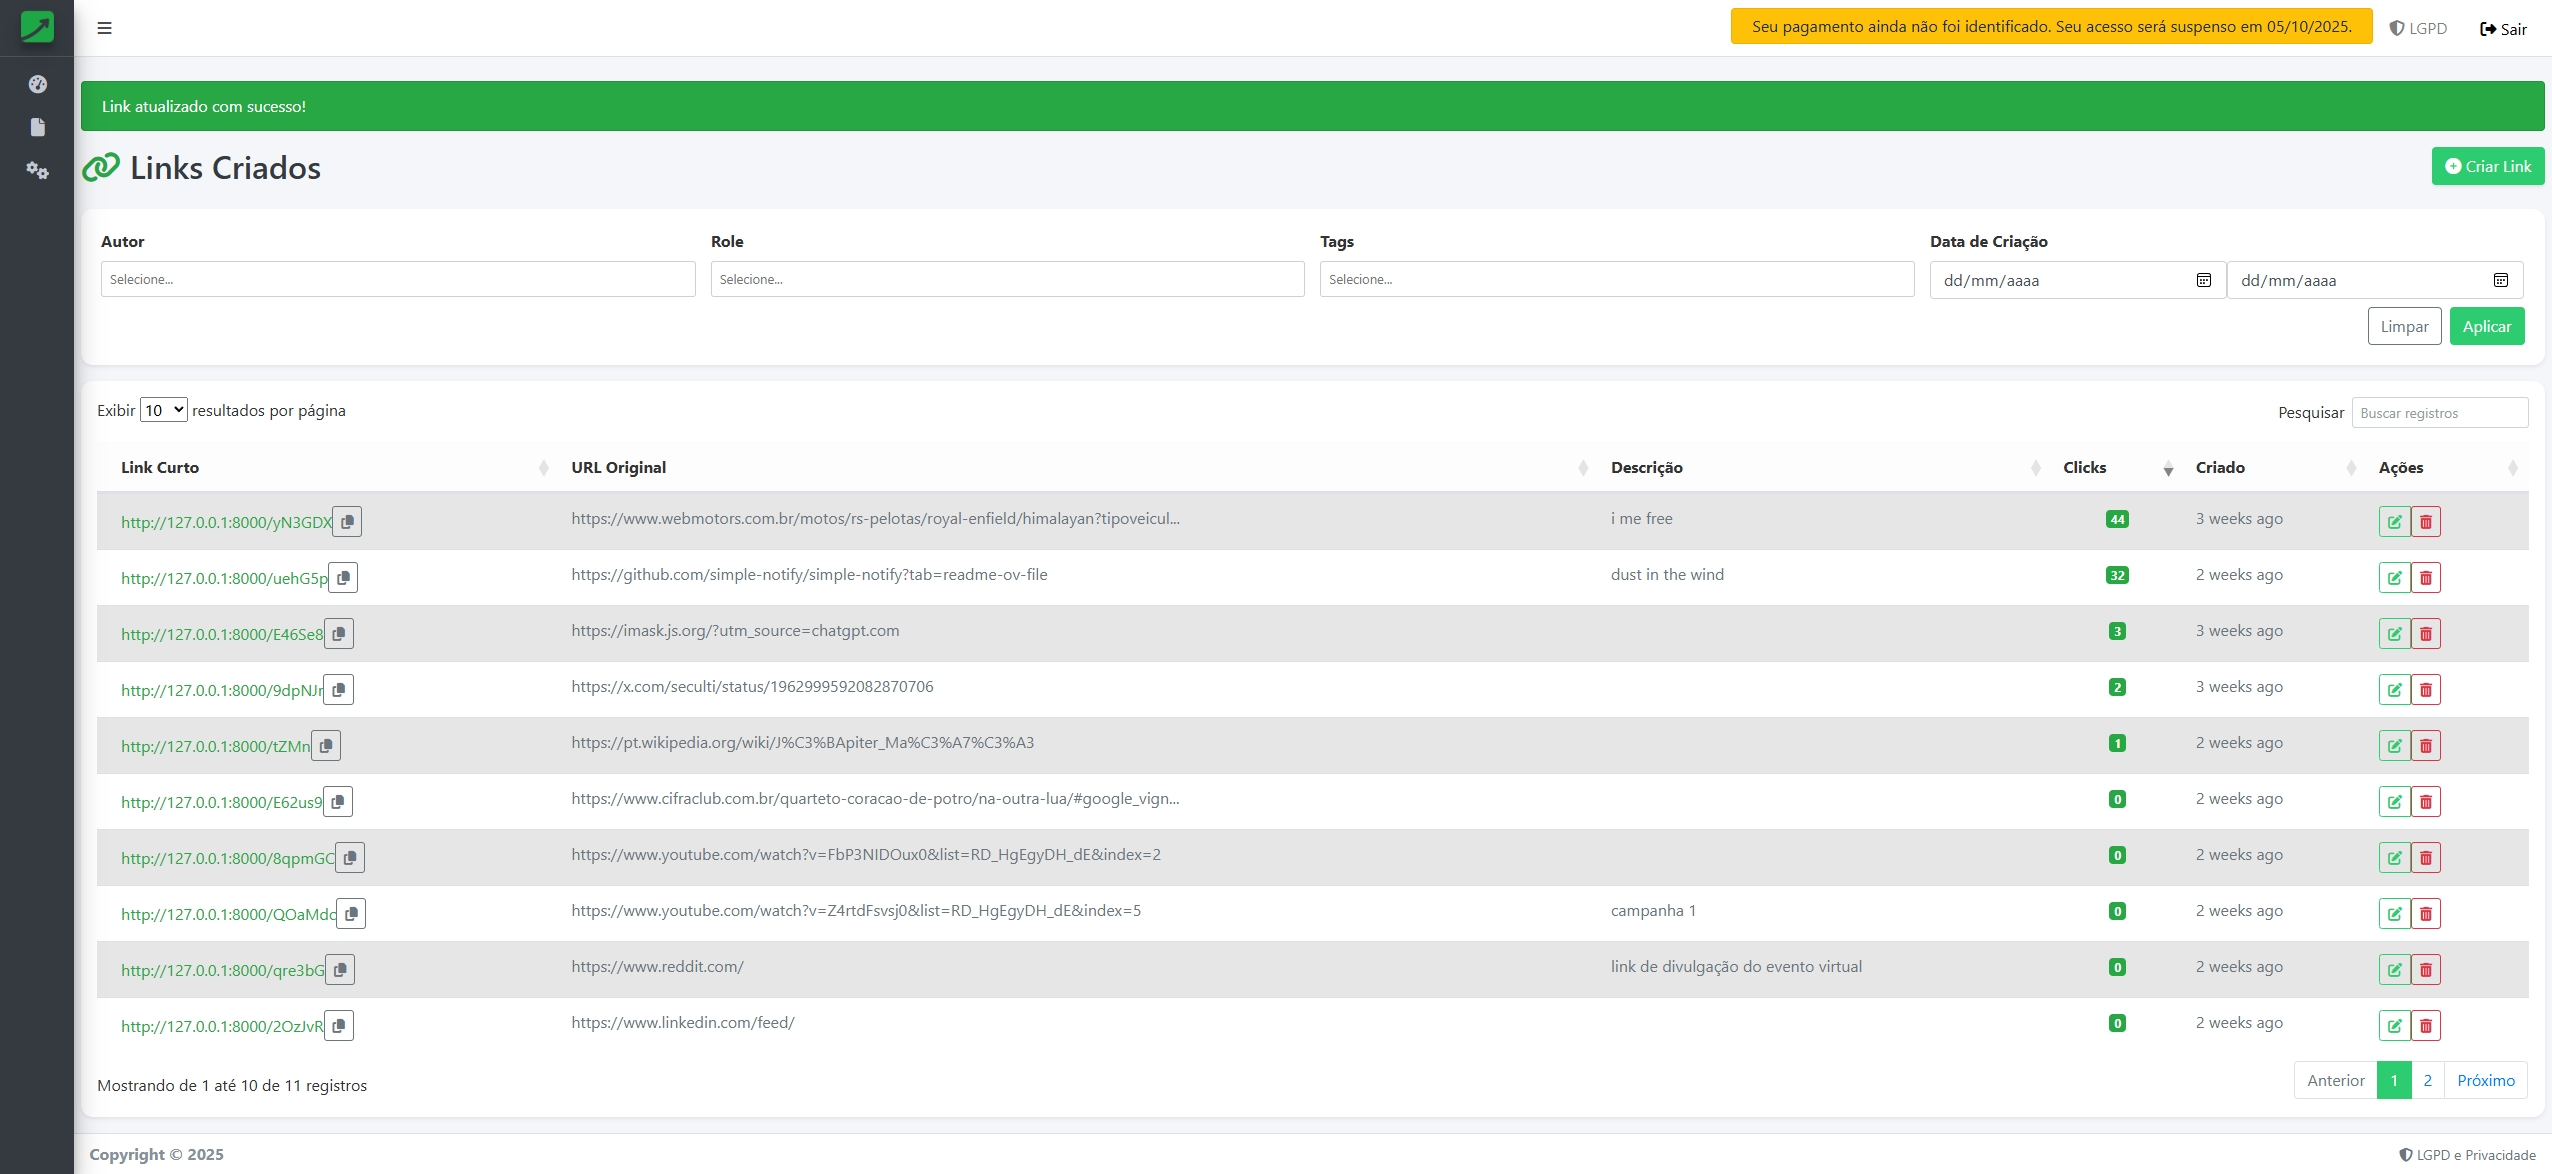 Seu pagamento ainda não foi identificado. Seu acesso será suspenso em 05/10/2025. LGPD Sair
Link atualizado com sucesso!
Links Criados Criar Link
Autor Role Tags Data de Criação
Selecione... Selecione... Selecione... dd/mm/aaaa dd/mm/aaaa
Limpar Aplicar
Exibir 10 resultados por página Pesquisar Buscar registros
Link Curto URL Original Descrição Clicks Criado Ações
http://127.0.0.1:8000/yN3GDX https://www.webmotors.com.br/motos/rs-pelotas/royal-enfield/himalayan?tipoveicul... i me free 44 3 weeks ago
http://127.0.0.1:8000/uehG5p https://github.com/simple-notify/simple-notify?tab=readme-ov-file dust in the wind 32 2 weeks ago
http://127.0.0.1:8000/E46Se8 https://imask.js.org/?utm_source=chatgpt.com 3 3 weeks ago
http://127.0.0.1:8000/9dpNJr https://x.com/seculti/status/1962999592082870706 2 3 weeks ago
http://127.0.0.1:8000/tZMn https://pt.wikipedia.org/wiki/J%C3%BApiter_Ma%C3%A7%C3%A3 1 2 weeks ago
http://127.0.0.1:8000/E62us9 https://www.cifraclub.com.br/quarteto-coracao-de-potro/na-outra-lua/#google_vign... 0 2 weeks ago
http://127.0.0.1:8000/8qpmGC https://www.youtube.com/watch?v=FbP3NIDOux0&list=RD_HgEgyDH_dE&index=2 0 2 weeks ago
http://127.0.0.1:8000/QOaMdc https://www.youtube.com/watch?v=Z4rtdFsvsj0&list=RD_HgEgyDH_dE&index=5 campanha 1 0 2 weeks ago
http://127.0.0.1:8000/qre3bG https://www.reddit.com/ link de divulgação do evento virtual 0 2 weeks ago
http://127.0.0.1:8000/2OzJvR https://www.linkedin.com/feed/ 0 2 weeks ago
Mostrando de 1 até 10 de 11 registros Anterior 1 2 Próximo
Copyright © 2025 LGPD e Privacidade